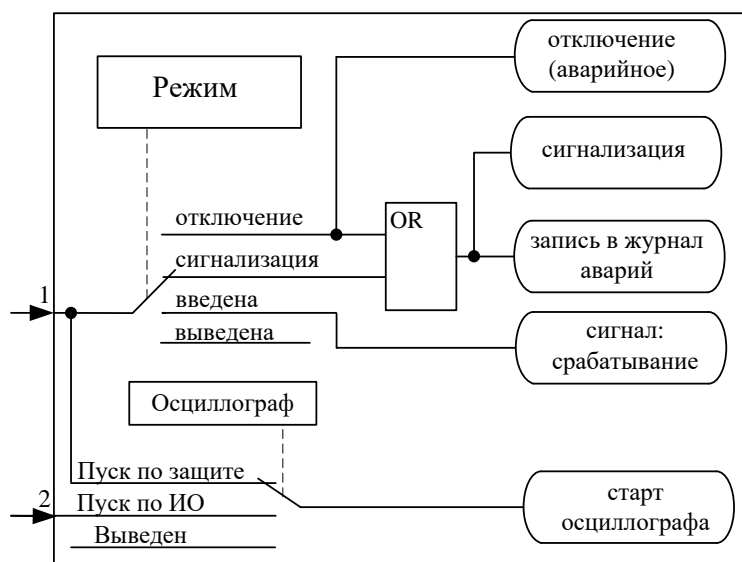 отключение
(аварийное)
Режим
сигнализация
отключение
OR
сигнализация
запись в журнал
аварий
1
введена
выведена
сигнал:
срабатывание
Осциллограф
Пуск по защите
2
Пуск по ИО
Выведен
старт
осциллографа